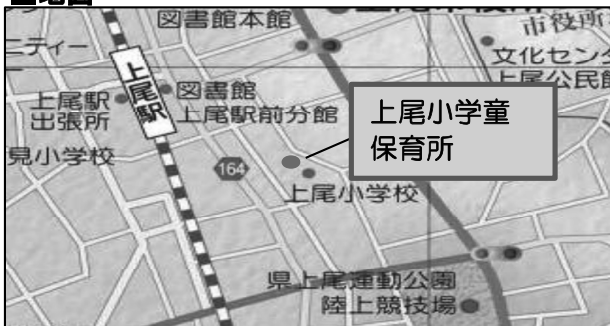 図書館本館
市役所
ニティー
文化センタ
上尾公民館
上尾駅
図書館
上尾駅前分館
上尾駅
出張所
上尾小学童
保育所
見小学校
164
上尾小学校
県上尾運動公園
陸上競技場